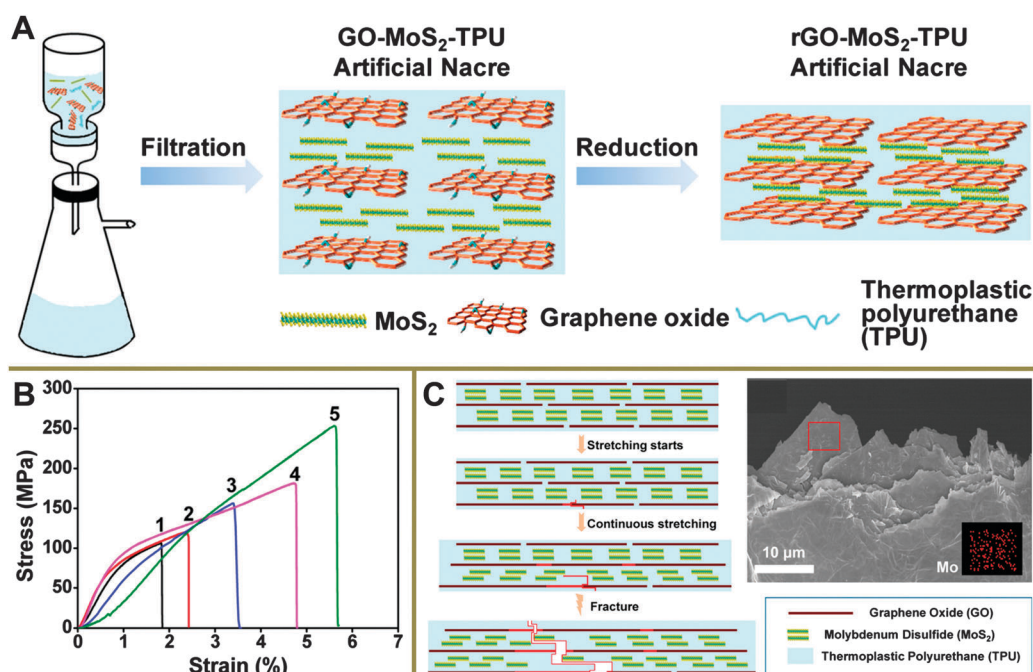 A
GO-MoS₂-TPU
Artificial Nacre
rGO-MoS₂-TPU
Artificial Nacre
Filtration
Reduction
MoS₂
Graphene oxide
Thermoplastic
polyurethane
(TPU)
B
Stress (MPa)
300
250
200
150
100
50
0
0 1 2 3 4 5 6 7
Strain (%)
1
2
3
4
5
C
Stretching starts
Continuous stretching
Fracture
10 μm
Mo
Graphene Oxide (GO)
Molybdenum Disulfide (MoS₂)
Thermoplastic Polyurethane (TPU)